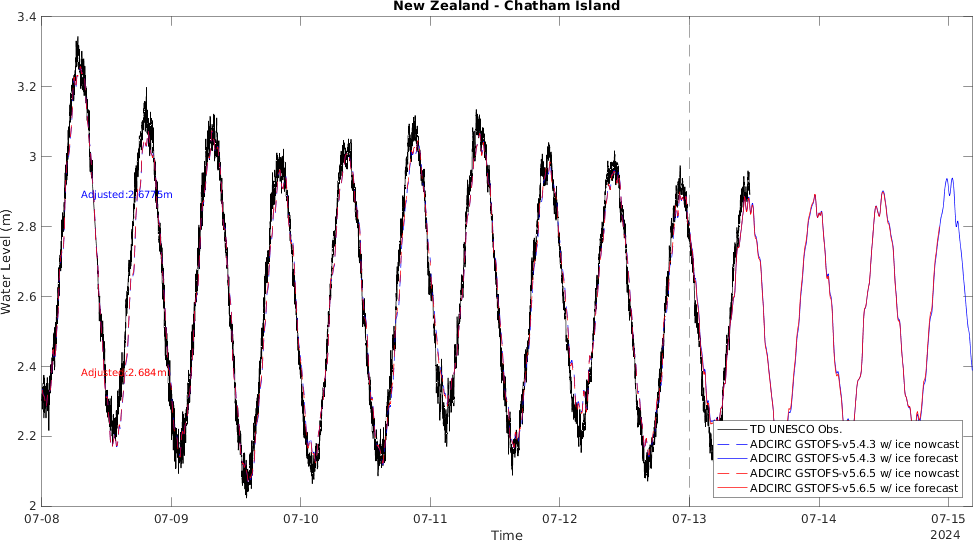 New Zealand - Chatham Island
3.4
3.2
3
2.8
2.6
2.4
2.2
2
Water Level (m)
Adjusted:2.6775m
Adjusted:2.684m
TD UNESCO Obs.
ADCIRC GSTOFS-v5.4.3 w/ ice nowcast
ADCIRC GSTOFS-v5.4.3 w/ ice forecast
ADCIRC GSTOFS-v5.6.5 w/ ice nowcast
ADCIRC GSTOFS-v5.6.5 w/ ice forecast
07-08 07-09 07-10 07-11 07-12 07-13 07-14 07-15
Time 2024